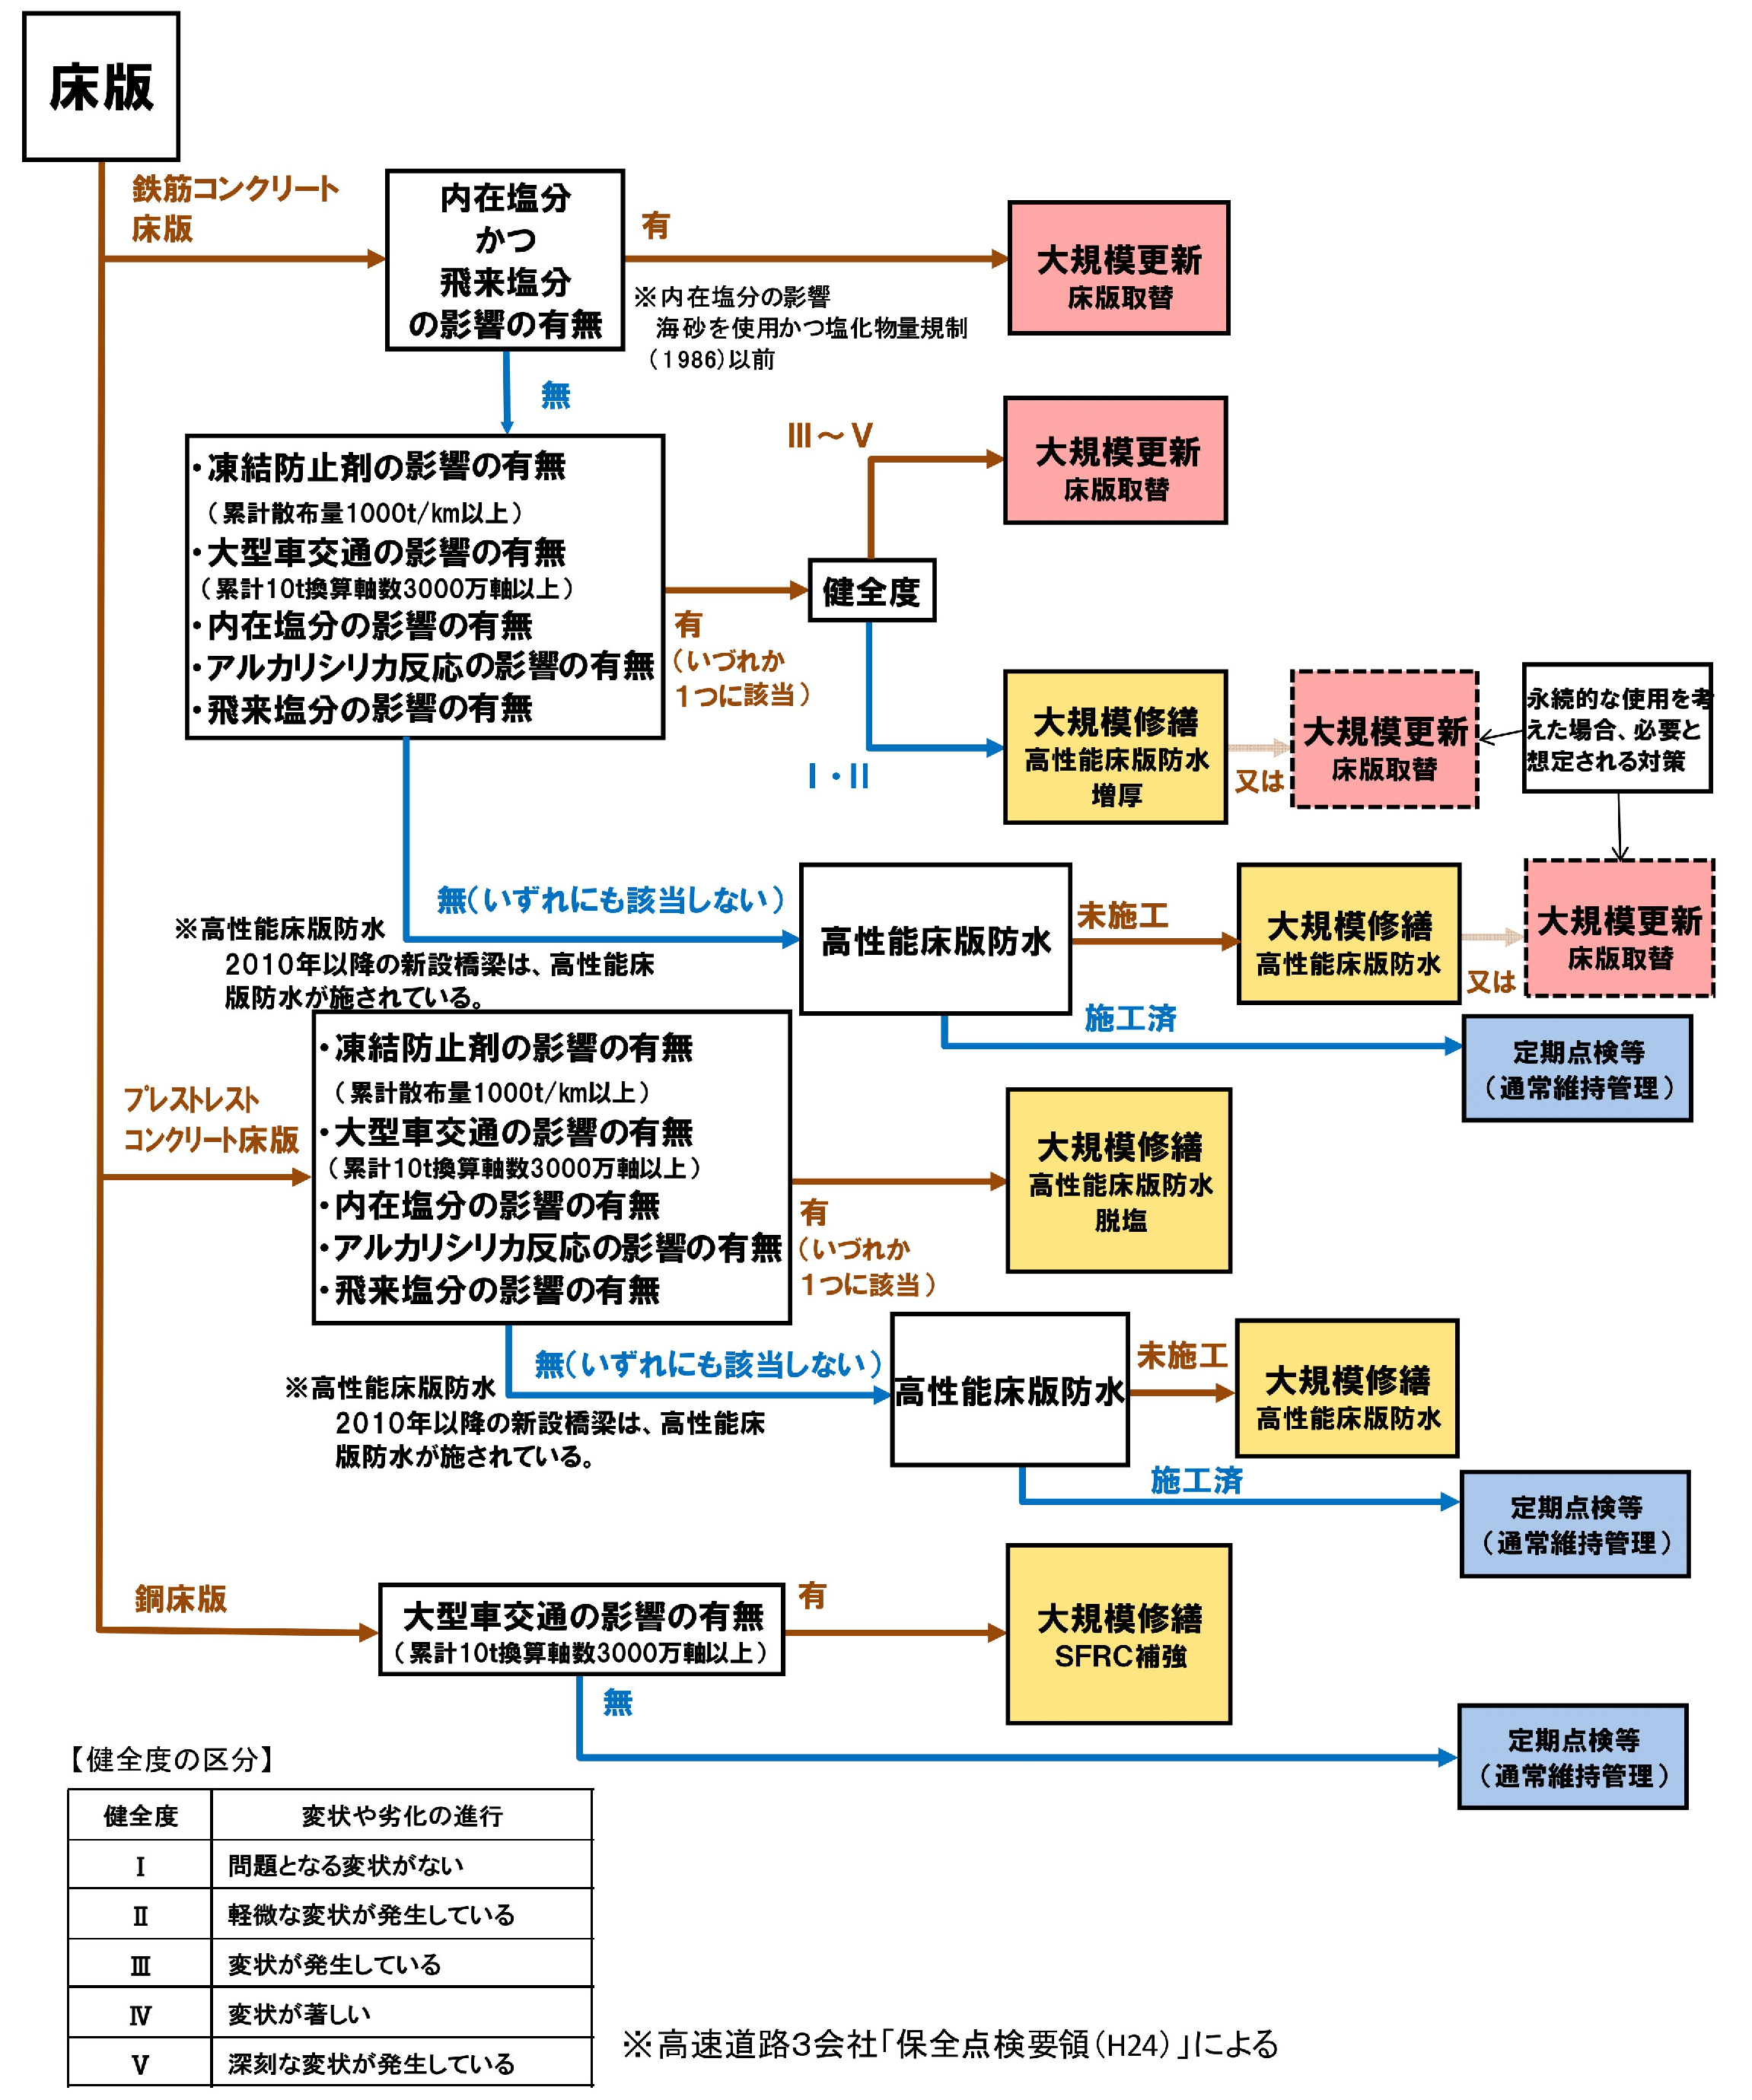 床版
鉄筋コンクリート
床版
内在塩分
かつ
飛来塩分
の影響の有無
有
※内在塩分の影響
海砂を使用かつ塩化物量規制
（1986）以前
大規模更新
床版取替
無
・凍結防止剤の影響の有無
（累計散布量1000t/km以上）
・大型車交通の影響の有無
（累計10t換算軸数3000万軸以上）
・内在塩分の影響の有無
・アルカリシリカ反応の影響の有無
・飛来塩分の影響の有無
有
（いづれか
１つに該当）
健全度
Ⅲ～Ⅴ
大規模更新
床版取替
Ⅰ・Ⅱ
大規模修繕
高性能床版防水
増厚
又は
大規模更新
床版取替
永続的な使用を考
えた場合、必要と
想定される対策
無（いずれにも該当しない）
※高性能床版防水
2010年以降の新設橋梁は、高性能床
版防水が施されている。
高性能床版防水
未施工
大規模修繕
高性能床版防水
又は
大規模更新
床版取替
施工済
定期点検等
（通常維持管理）
プレストレスト
コンクリート床版
・凍結防止剤の影響の有無
（累計散布量1000t/km以上）
・大型車交通の影響の有無
（累計10t換算軸数3000万軸以上）
・内在塩分の影響の有無
・アルカリシリカ反応の影響の有無
・飛来塩分の影響の有無
有
（いづれか
１つに該当）
大規模修繕
高性能床版防水
脱塩
無（いずれにも該当しない）
※高性能床版防水
2010年以降の新設橋梁は、高性能床
版防水が施されている。
高性能床版防水
未施工
大規模修繕
高性能床版防水
施工済
定期点検等
（通常維持管理）
鋼床版
大型車交通の影響の有無
（累計10t換算軸数3000万軸以上）
有
大規模修繕
SFRC補強
無
定期点検等
（通常維持管理）
【健全度の区分】
健全度 変状や劣化の進行
Ⅰ 問題となる変状がない
Ⅱ 軽微な変状が発生している
Ⅲ 変状が発生している
Ⅳ 変状が著しい
Ⅴ 深刻な変状が発生している
※高速道路３会社「保全点検要領（H24）」による